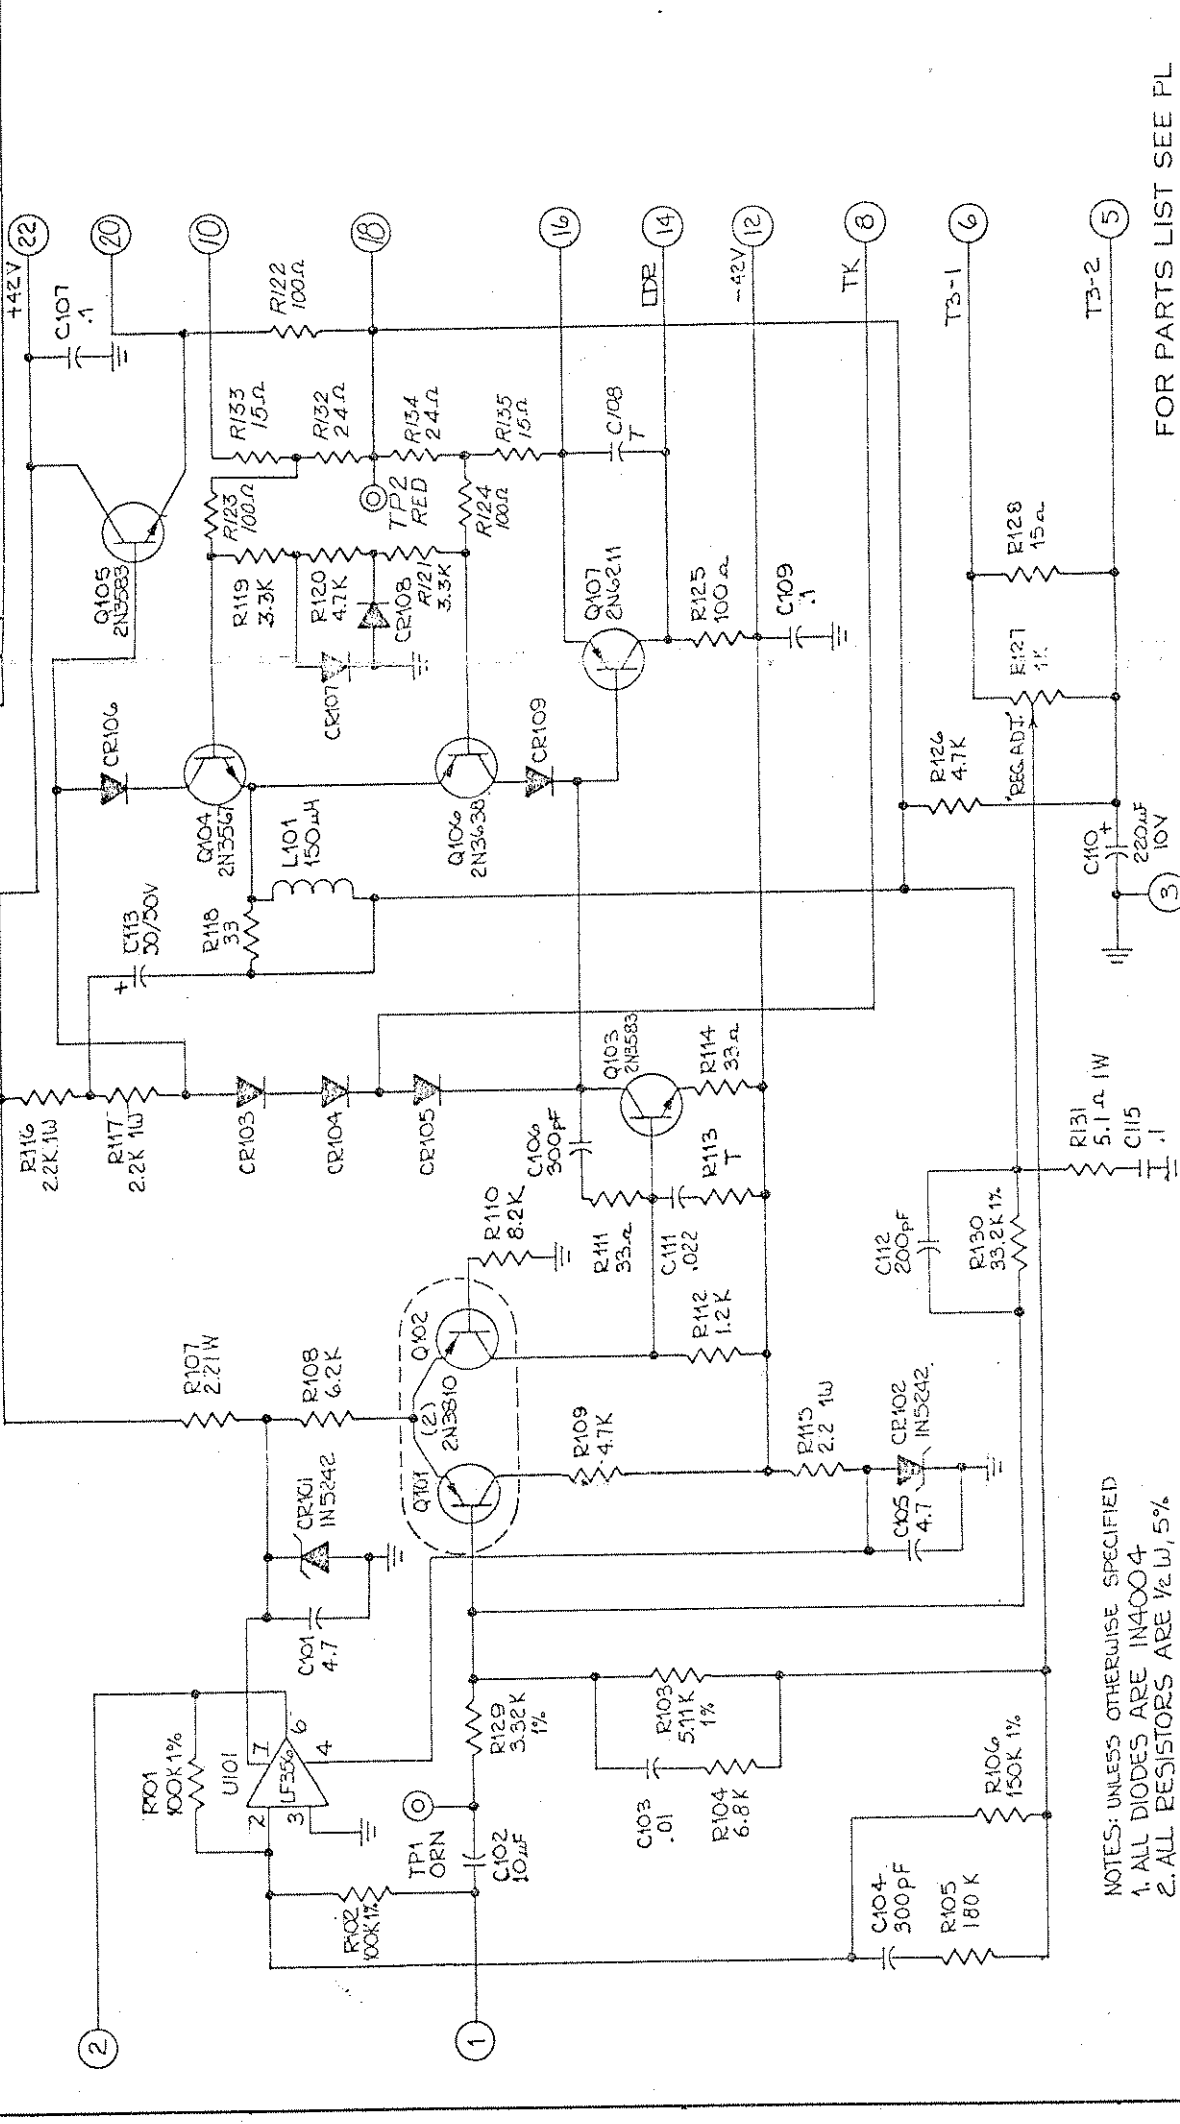 +42V
22
C107
.1
20
10
R122
100Ω
18
16
14
LDR
12
-42V
8
TK
6
T3-1
5
T3-2
FOR PARTS LIST SEE PL
R133
15Ω
R132
24Ω
R134
24Ω
R135
15Ω
C108
T
R123
100Ω
TP2
RED
R124
100Ω
Q105
2N3583
R119
3.3K
R120
4.7K
CR108
R121
3.3K
CR107
Q107
2N6211
R125
100Ω
C109
.1
R128
15Ω
R127
1K
"REG.ADJ."
R126
4.7K
CR106
Q104
2N3567
L101
150µH
Q106
2N3638
CR109
C110
+
220µF
10V
3
C113
50/50V
+
R118
33
R116
2.2K 1W
R117
2.2K 1W
CR103
CR104
CR105
Q103
2N3583
R114
33Ω
C106
300pF
R113
T
R111
33Ω
C111
.022
R110
8.2K
R112
1.2K
R131
5.1Ω 1W
C115
.1
C112
200pF
R130
33.2K 1%
R107
2.2 1W
R108
6.2K
Q102
(2)
2N3810
Q101
R109
4.7K
R115
2.2 1W
CR102
1N5242
C105
4.7
CR101
1N5242
C101
4.7
R101
100K 1%
U101
LF356
7
6
4
2
3
R129
3.32K
1%
TP1
ORN
C102
10µF
R102
100K1%
R103
5.11K
1%
C103
.01
R104
6.8K
R106
150K 1%
C104
300pF
R105
180 K
2
1
NOTES: UNLESS OTHERWISE SPECIFIED
1. ALL DIODES ARE 1N4004
2. ALL RESISTORS ARE ½W, 5%